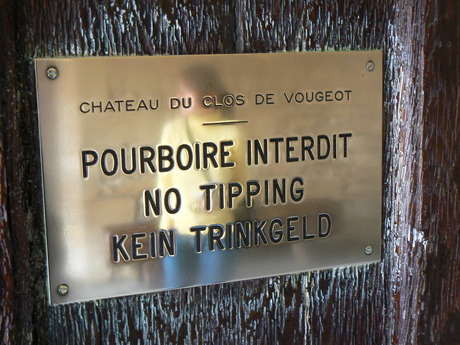 CHATEAU DU CLOS DE VOUGEOT
POURBOIRE INTERDIT
NO TIPPING
KEIN TRINKGELD